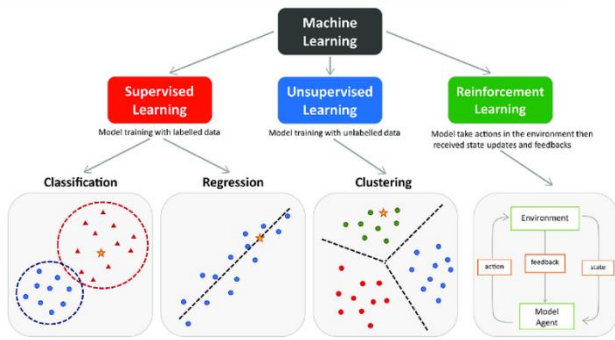 Machine
Learning
Supervised
Learning
Unsupervised
Learning
Reinforcement
Learning
Model training with labelled data
Model training with unlabelled data
Model take actions in the environment then
received state updates and feedbacks
Classification
Regression
Clustering
Environment
action
feedback
state
Model
Agent